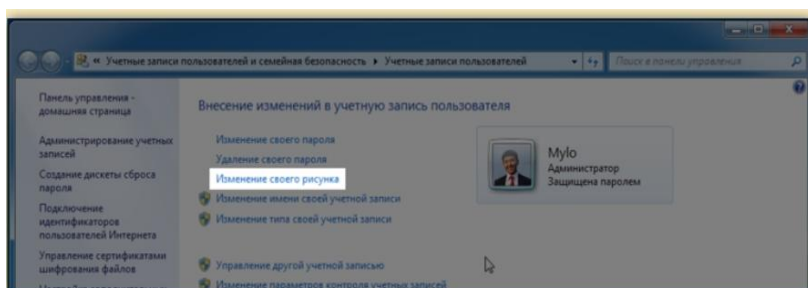 « Учетные записи пользователей и семейная безопасность ▸ Учетные записи пользователей
Поиск в панели управления
Панель управления -
домашняя страница
Администрирование учетных
записей
Создание дискеты сброса
пароля
Подключение
идентификаторов
пользователей Интернета
Управление сертификатами
шифрования файлов
Внесение изменений в учетную запись пользователя
Изменение своего пароля
Удаление своего пароля
Изменение своего рисунка
Изменение имени своей учетной записи
Изменение типа своей учетной записи
Управление другой учетной записью
Изменение параметров контроля учетных записей
Mylo
Администратор
Защищена паролем